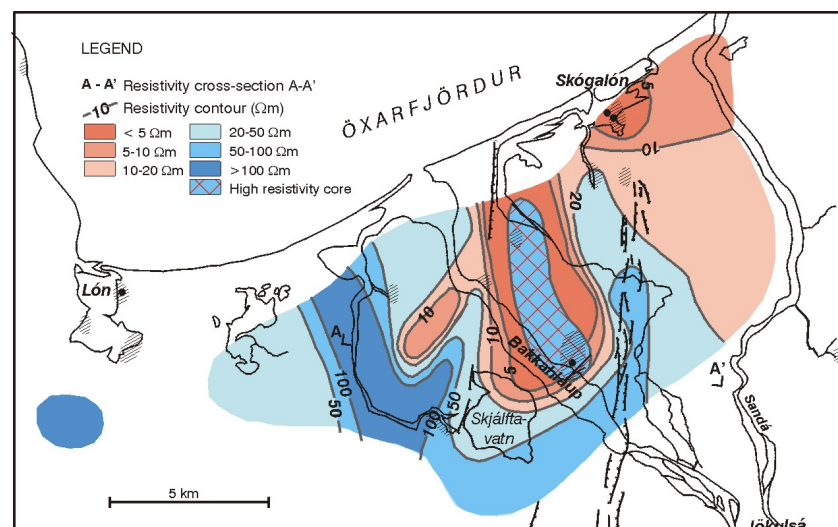 LEGEND
A - A' Resistivity cross-section A-A'
-10- Resistivity contour (Ωm)
< 5 Ωm
5-10 Ωm
10-20 Ωm
20-50 Ωm
50-100 Ωm
>100 Ωm
High resistivity core
ÖXARFJÖRDUR
Skógalón
5
10
20
Lón
A
10
10
5
Bakkahlaup
A'
100
50
100
50
Skjálfta-
vatn
Sandá
5 km
Jökulsá